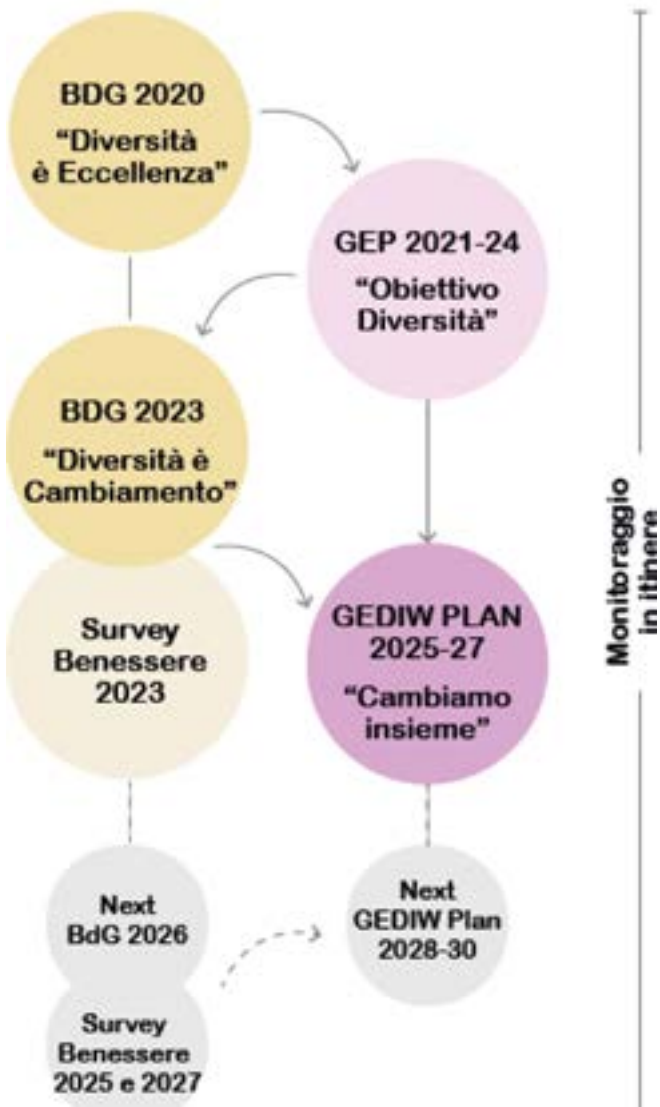 BDG 2020
“Diversità
è Eccellenza”
GEP 2021-24
“Obiettivo
Diversità”
BDG 2023
“Diversità è
Cambiamento”
Survey
Benessere
2023
GEDIW PLAN
2025-27
“Cambiamo
insieme”
Next
BdG 2026
Next
GEDIW Plan
2028-30
Survey
Benessere
2025 e 2027
Monitoraggio
in itinere